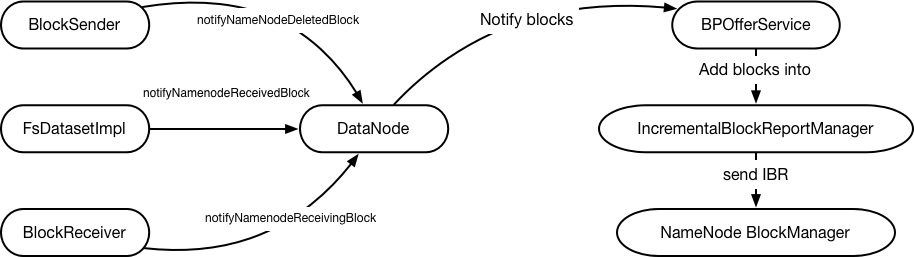 BlockSender
notifyNameNodeDeletedBlock
Notify blocks
BPOfferService
Add blocks into
notifyNamenodeReceivedBlock
FsDatasetImpl
DataNode
IncrementalBlockReportManager
send IBR
notifyNamenodeReceivingBlock
BlockReceiver
NameNode BlockManager